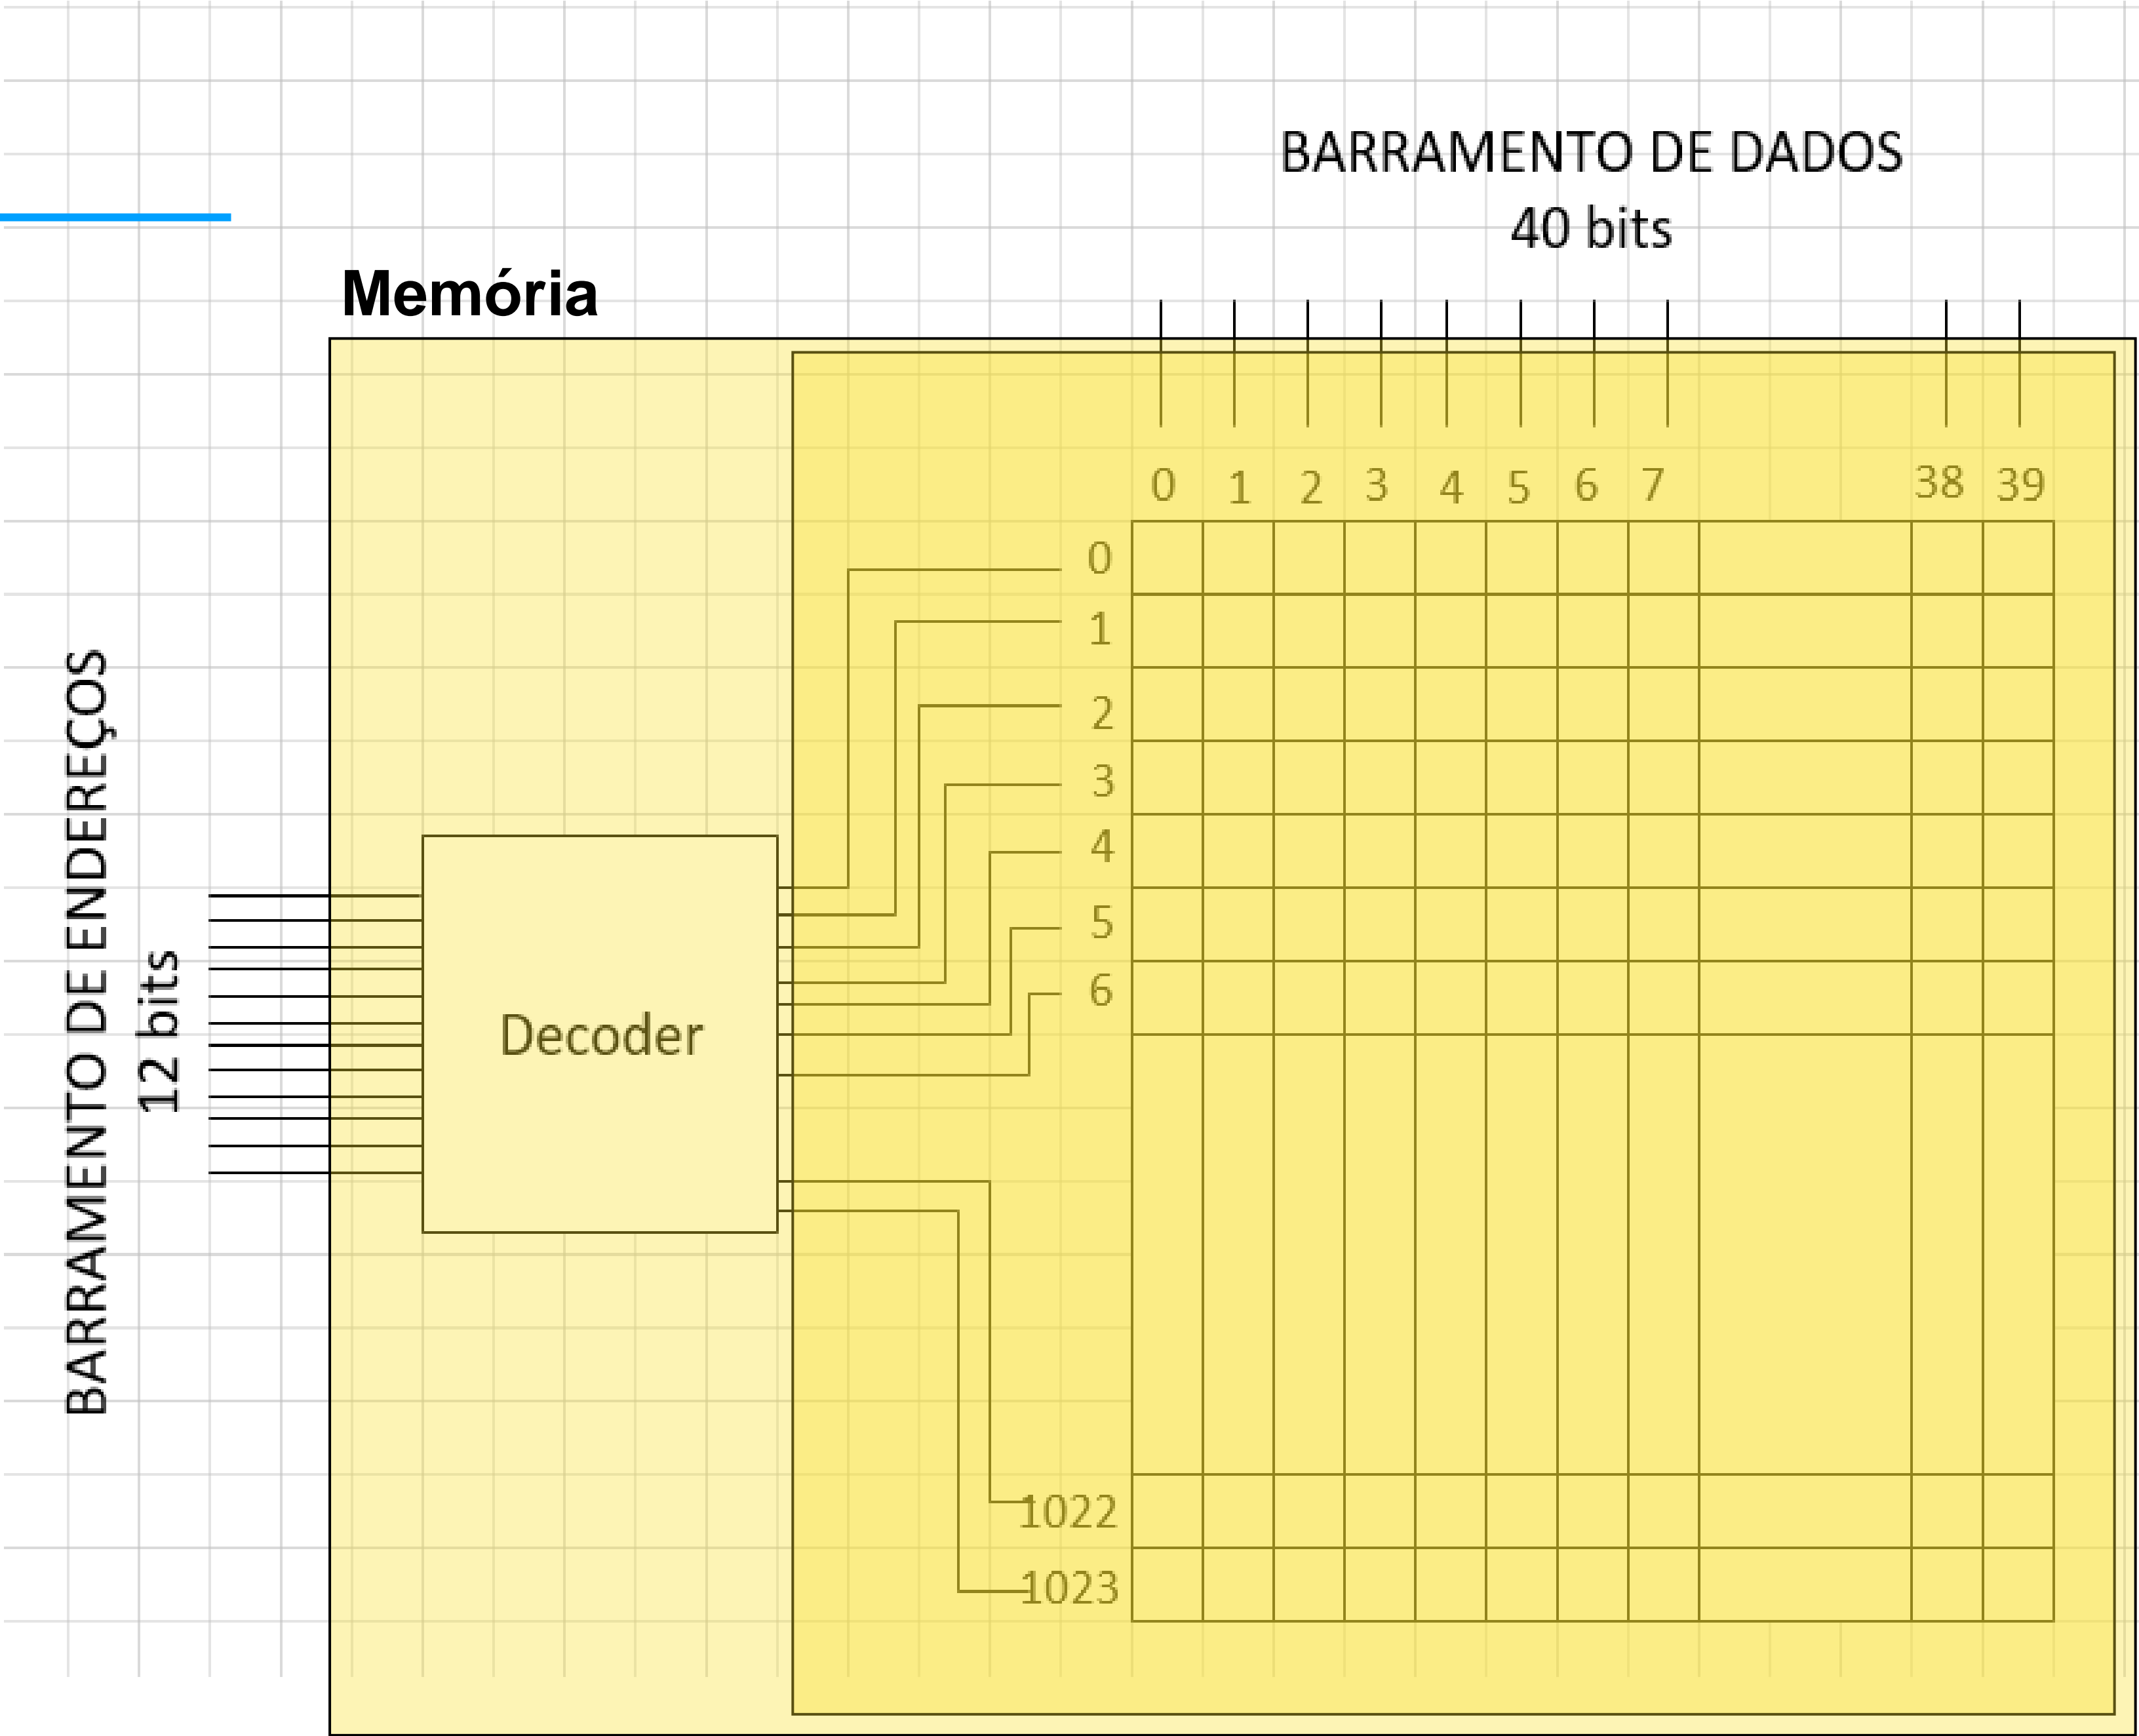 BARRAMENTO DE DADOS
40 bits
Memória
0 1 2 3 4 5 6 7 38 39
0
1
2
3
4
5
6
1022
1023
Decoder
BARRAMENTO DE ENDEREÇOS
12 bits